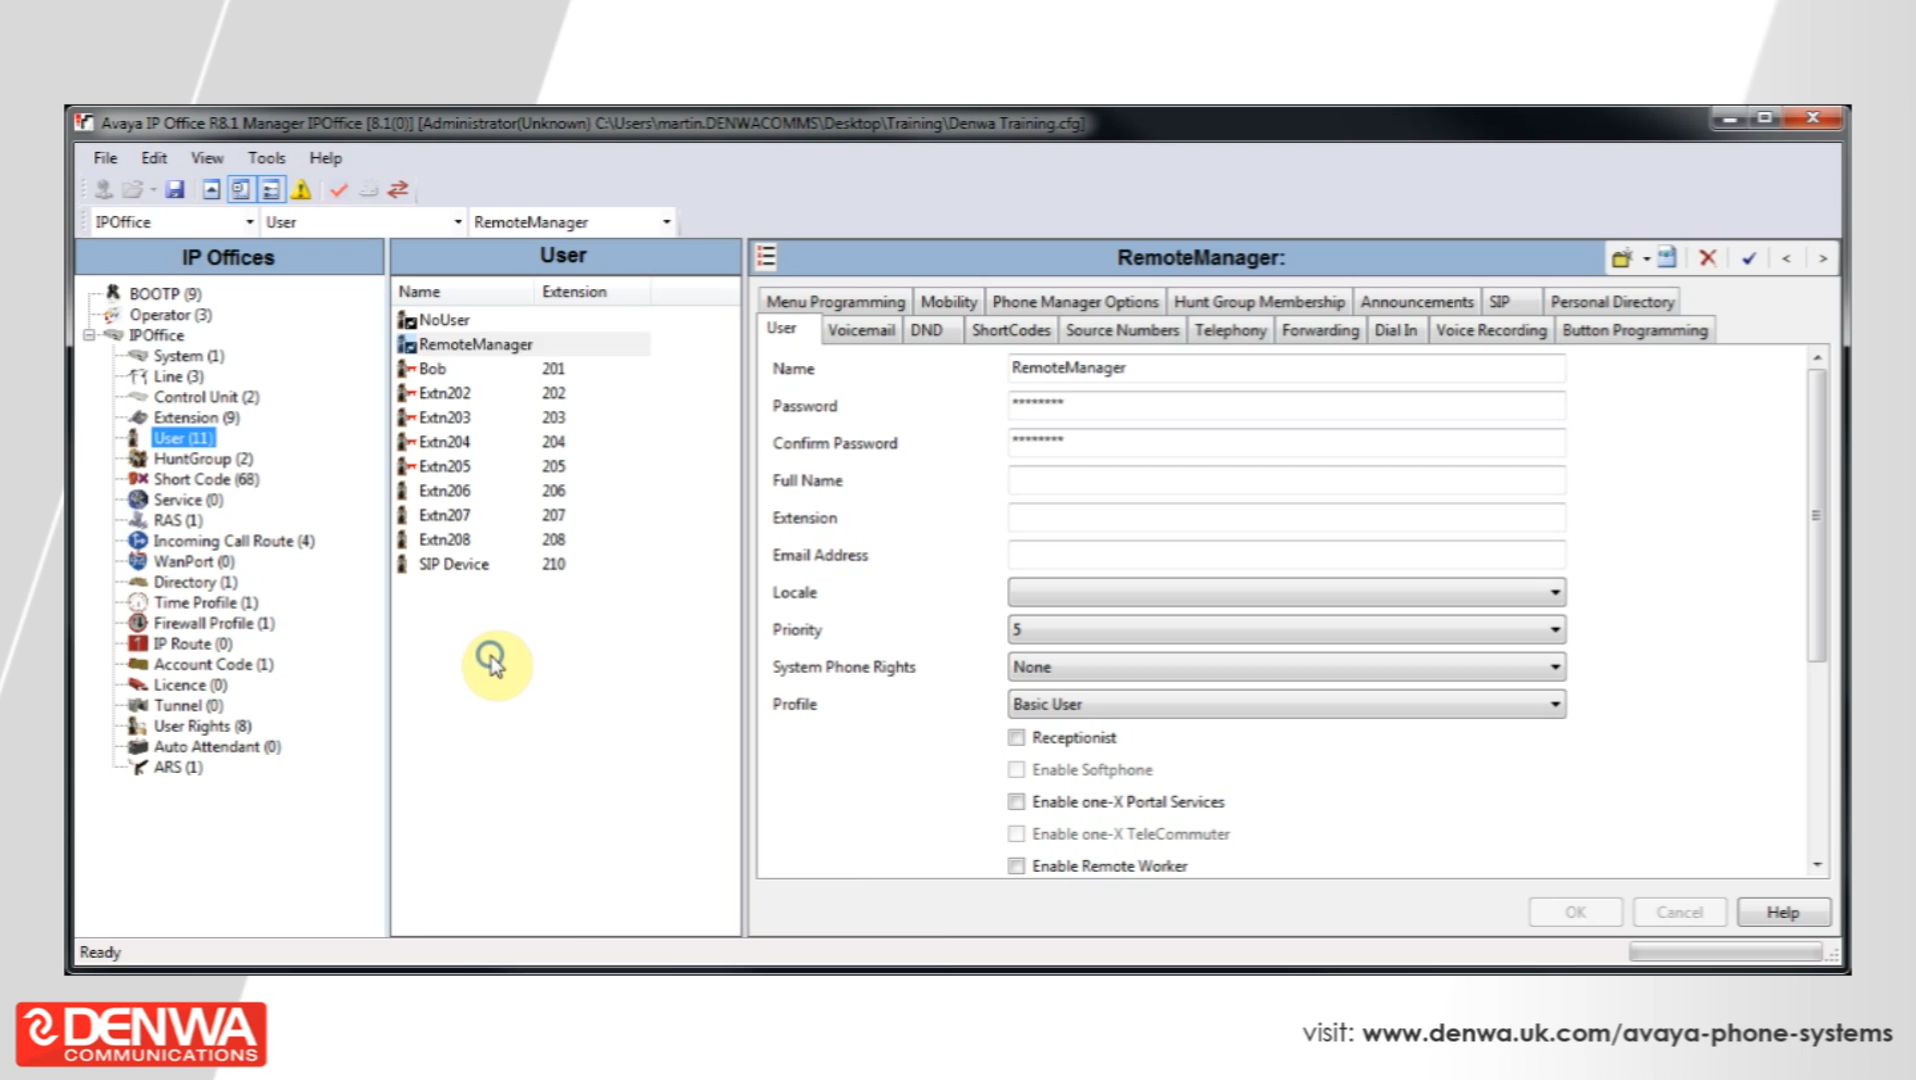 Avaya IP Office R8.1 Manager IPOffice [8.1(0)] [Administrator(Unknown) C:\Users\martin.DENWACOMMS\Desktop\Training\Denwa Training.cfg]
File Edit View Tools Help
IPOffice User RemoteManager
IP Offices
BOOTP (9)
Operator (3)
IPOffice
System (1)
Line (3)
Control Unit (2)
Extension (9)
User (11)
HuntGroup (2)
Short Code (68)
Service (0)
RAS (1)
Incoming Call Route (4)
WanPort (0)
Directory (1)
Time Profile (1)
Firewall Profile (1)
IP Route (0)
Account Code (1)
Licence (0)
Tunnel (0)
User Rights (8)
Auto Attendant (0)
ARS (1)
User
Name Extension
NoUser
RemoteManager
Bob 201
Extn202 202
Extn203 203
Extn204 204
Extn205 205
Extn206 206
Extn207 207
Extn208 208
SIP Device 210
RemoteManager:
Menu Programming Mobility Phone Manager Options Hunt Group Membership Announcements SIP Personal Directory
User Voicemail DND ShortCodes Source Numbers Telephony Forwarding Dial In Voice Recording Button Programming
Name RemoteManager
Password ********
Confirm Password ********
Full Name
Extension
Email Address
Locale
Priority 5
System Phone Rights None
Profile Basic User
Receptionist
Enable Softphone
Enable one-X Portal Services
Enable one-X TeleCommuter
Enable Remote Worker
OK Cancel Help
Ready
DENWA
COMMUNICATIONS
visit: www.denwa.uk.com/avaya-phone-systems